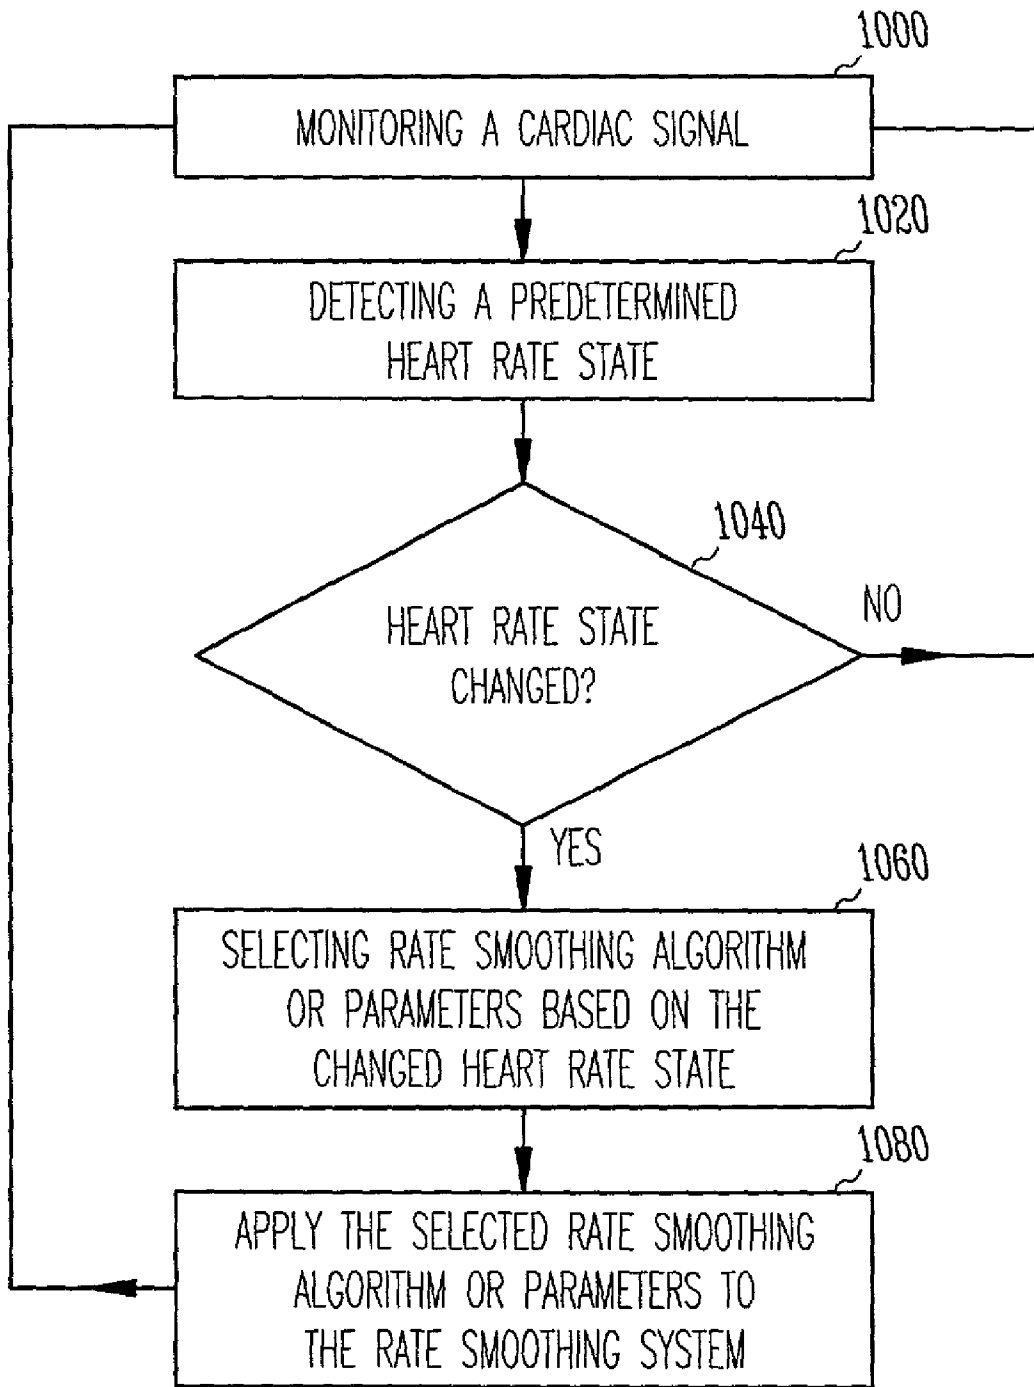 1000
MONITORING A CARDIAC SIGNAL
1020
DETECTING A PREDETERMINED
HEART RATE STATE
1040
HEART RATE STATE
CHANGED?
NO
YES
1060
SELECTING RATE SMOOTHING ALGORITHM
OR PARAMETERS BASED ON THE
CHANGED HEART RATE STATE
1080
APPLY THE SELECTED RATE SMOOTHING
ALGORITHM OR PARAMETERS TO
THE RATE SMOOTHING SYSTEM